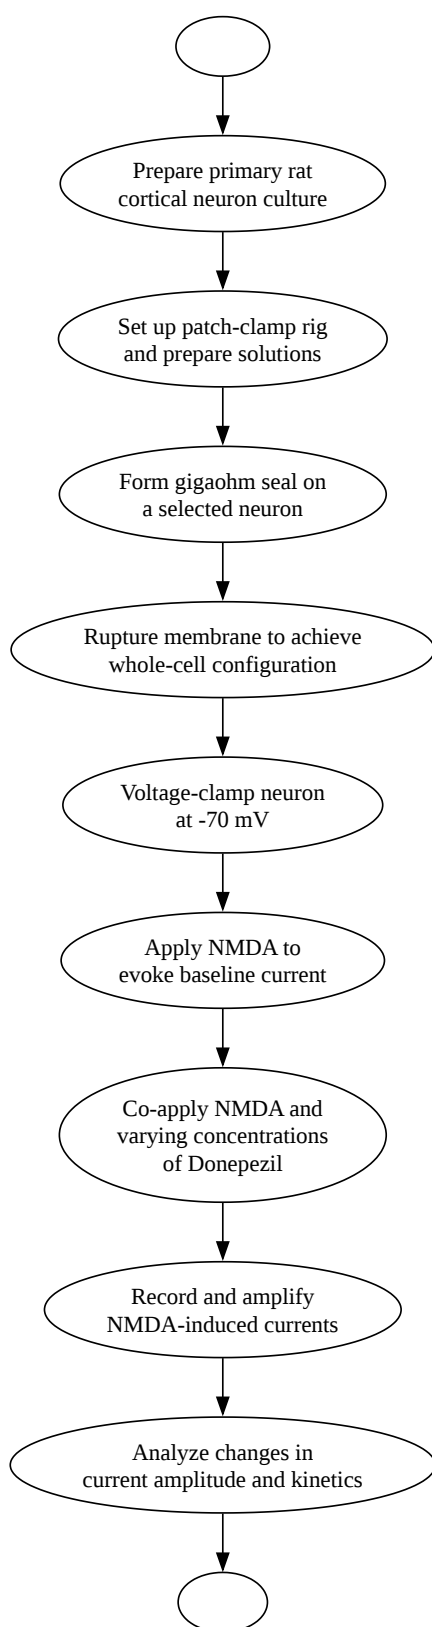 Prepare primary rat
cortical neuron culture
Set up patch-clamp rig
and prepare solutions
Form gigaohm seal on
a selected neuron
Rupture membrane to achieve
whole-cell configuration
Voltage-clamp neuron
at -70 mV
Apply NMDA to
evoke baseline current
Co-apply NMDA and
varying concentrations
of Donepezil
Record and amplify
NMDA-induced currents
Analyze changes in
current amplitude and kinetics